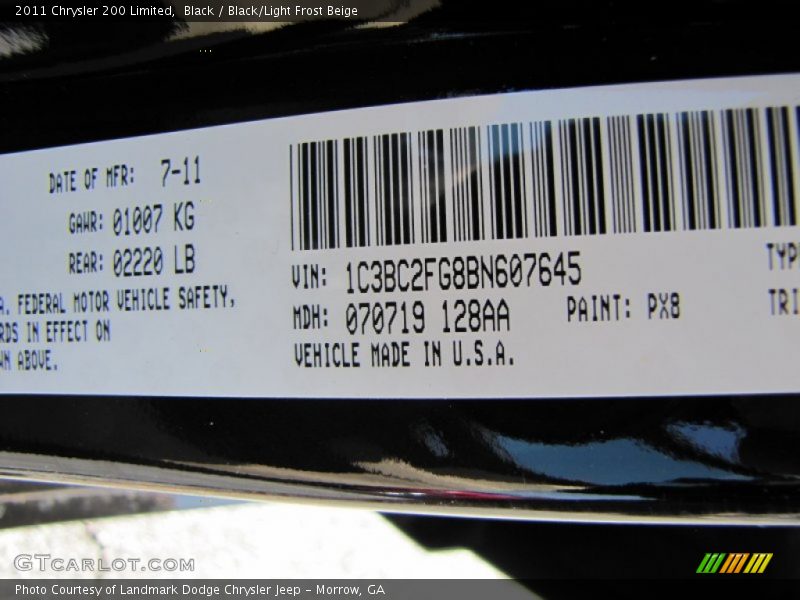 2011 Chrysler 200 Limited, Black / Black/Light Frost Beige
DATE OF MFR: 7-11
GAWR: 01007 KG
REAR: 02220 LB
A. FEDERAL MOTOR VEHICLE SAFETY,
RDS IN EFFECT ON
WN ABOVE.
VIN: 1C3BC2FG8BN607645
MDH: 070719 128AA PAINT: PX8
VEHICLE MADE IN U.S.A.
TYP
TRI
GTCARLOT.COM
Photo Courtesy of Landmark Dodge Chrysler Jeep – Morrow, GA